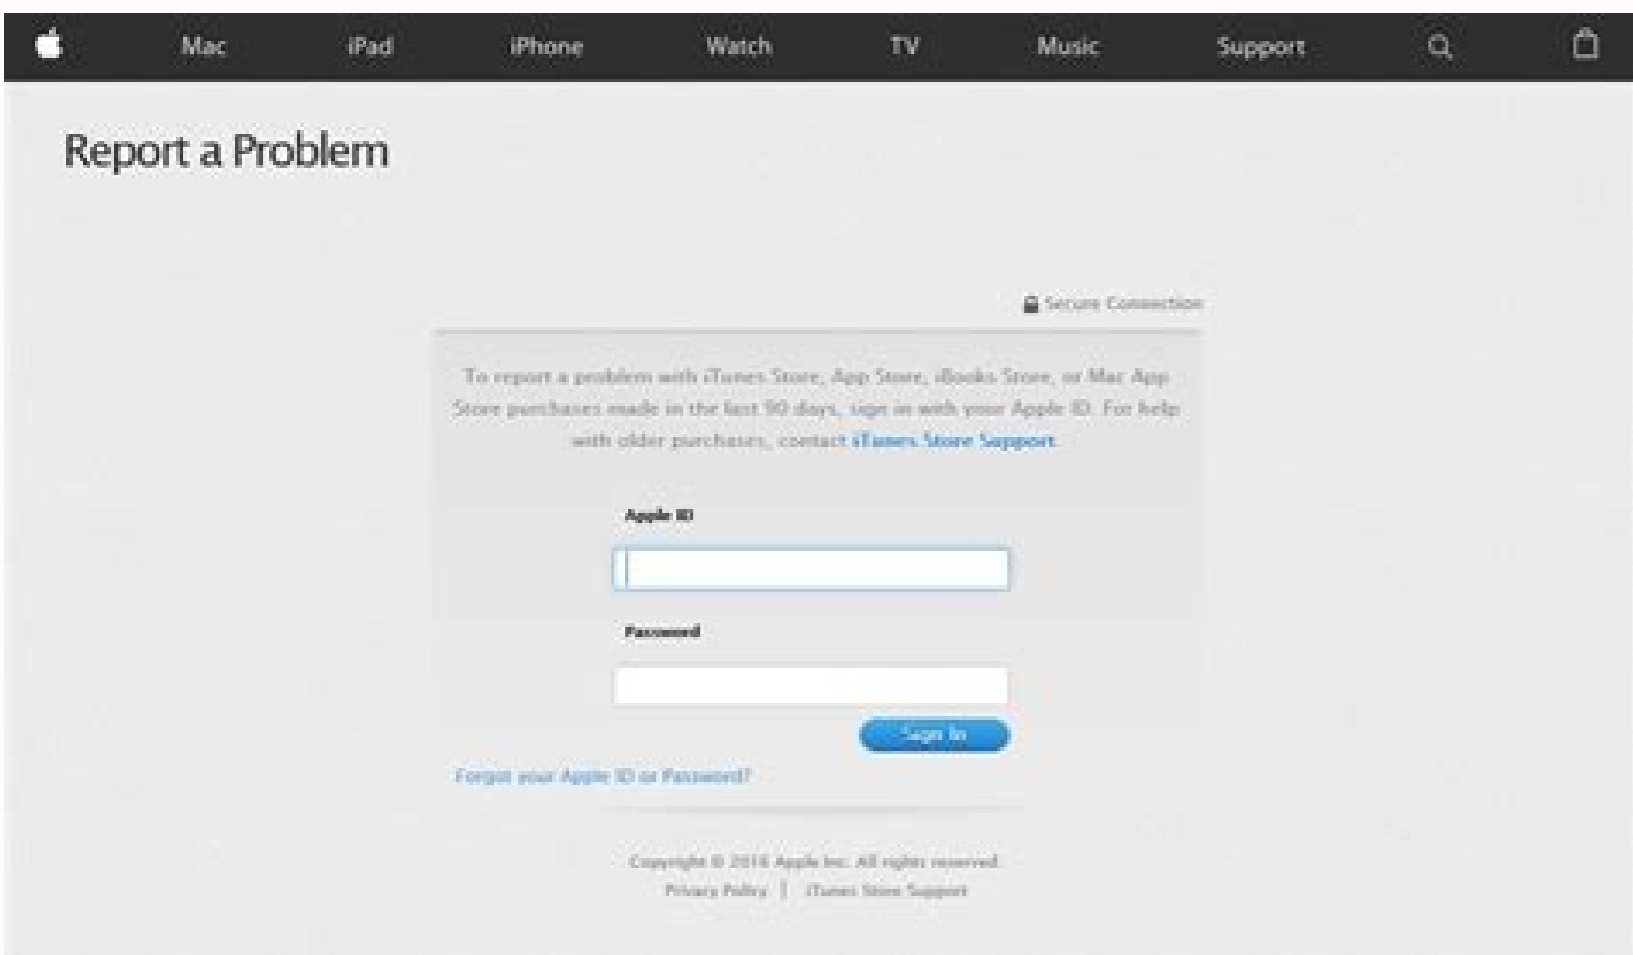 Mac iPad iPhone Watch TV Music Support
Report a Problem
Secure Connection
To report a problem with iTunes Store, App Store, iBooks Store, or Mac App
Store purchases made in the last 90 days, sign in with your Apple ID. For help
with older purchases, contact iTunes Store Support.
Apple ID
Password
Sign In
Forgot your Apple ID or Password?
Copyright © 2016 Apple Inc. All rights reserved.
Privacy Policy | iTunes Store Support